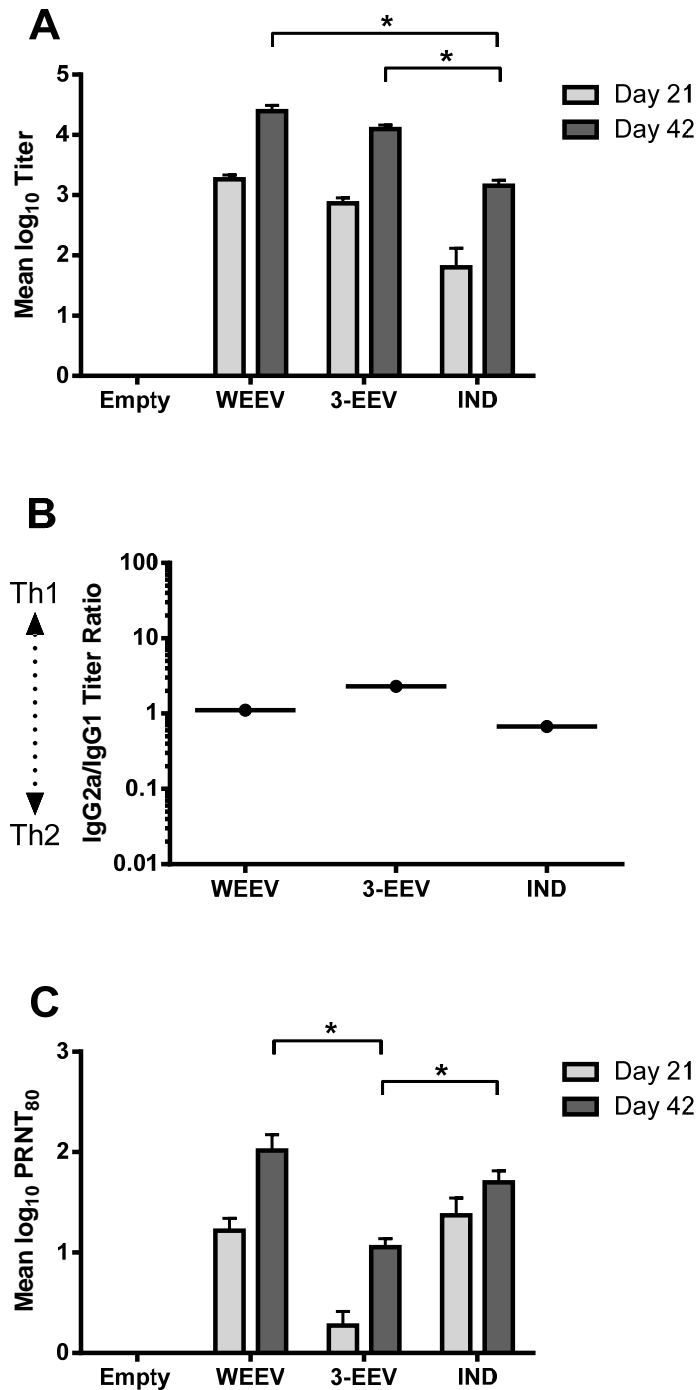 A
*
*
5
4
3
2
1
0
Mean log10 Titer
Empty WEEV 3-EEV IND
Day 21
Day 42
B
Th1
Th2
IgG2a/IgG1 Titer Ratio
100
10
1
0.1
0.01
WEEV 3-EEV IND
C
*
*
3
2
1
0
Mean log10 PRNT80
Empty WEEV 3-EEV IND
Day 21
Day 42